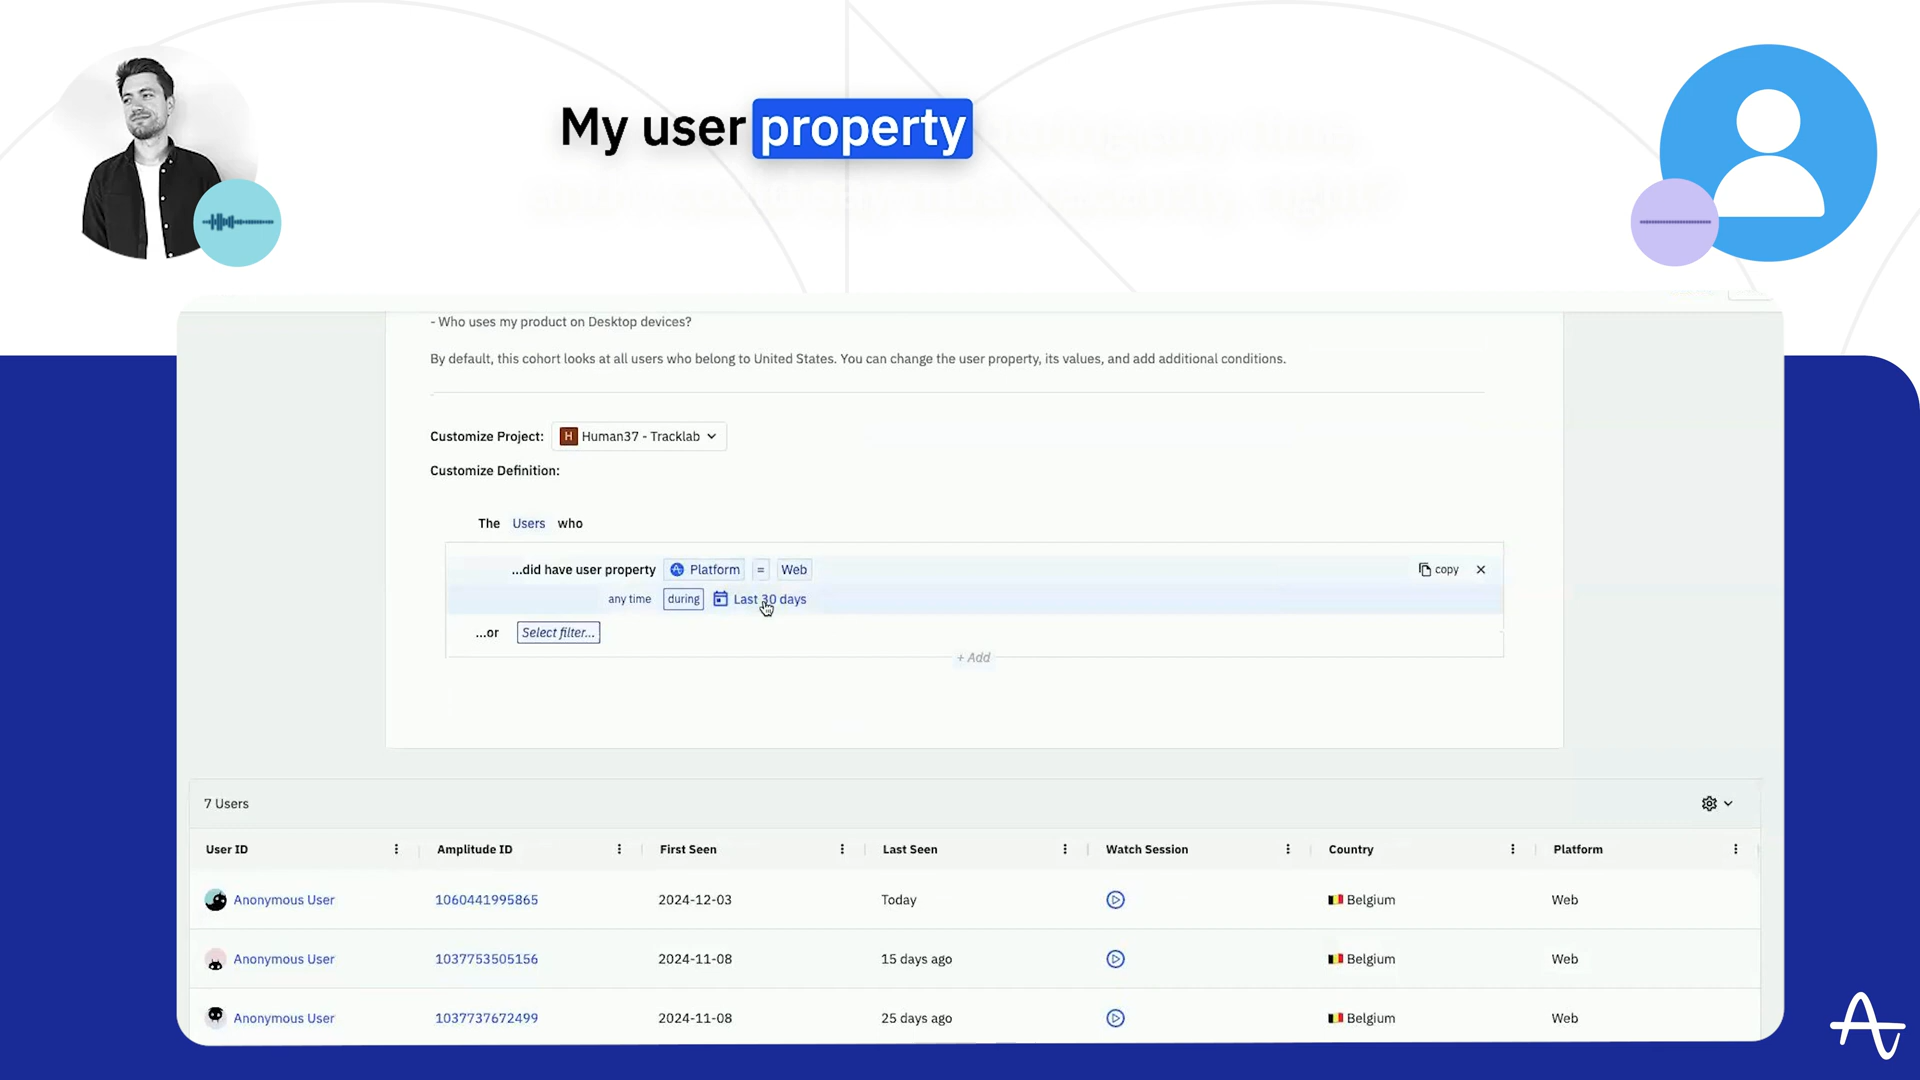 My user property
- Who uses my product on Desktop devices?
By default, this cohort looks at all users who belong to United States. You can change the user property, its values, and add additional conditions.
Customize Project: H Human37 - Tracklab
Customize Definition:
The Users who
...did have user property Platform = Web copy
any time during Last 30 days
...or Select filter...
+ Add
7 Users
User ID Amplitude ID First Seen Last Seen Watch Session Country Platform
Anonymous User 1060441995865 2024-12-03 Today Belgium Web
Anonymous User 1037753505156 2024-11-08 15 days ago Belgium Web
Anonymous User 1037737672499 2024-11-08 25 days ago Belgium Web